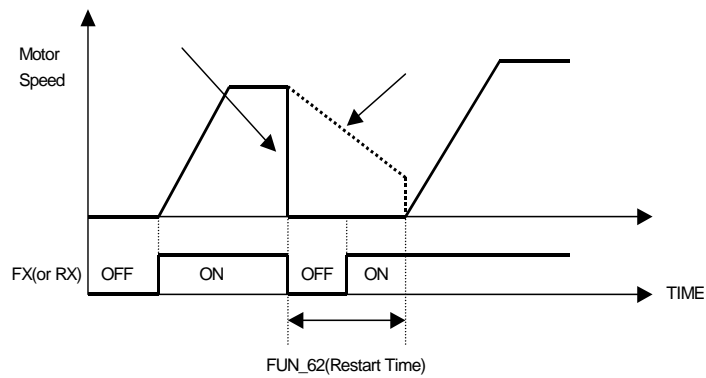 Motor
Speed
FX(or RX)
OFF
ON
OFF
ON
TIME
FUN_62(Restart Time)